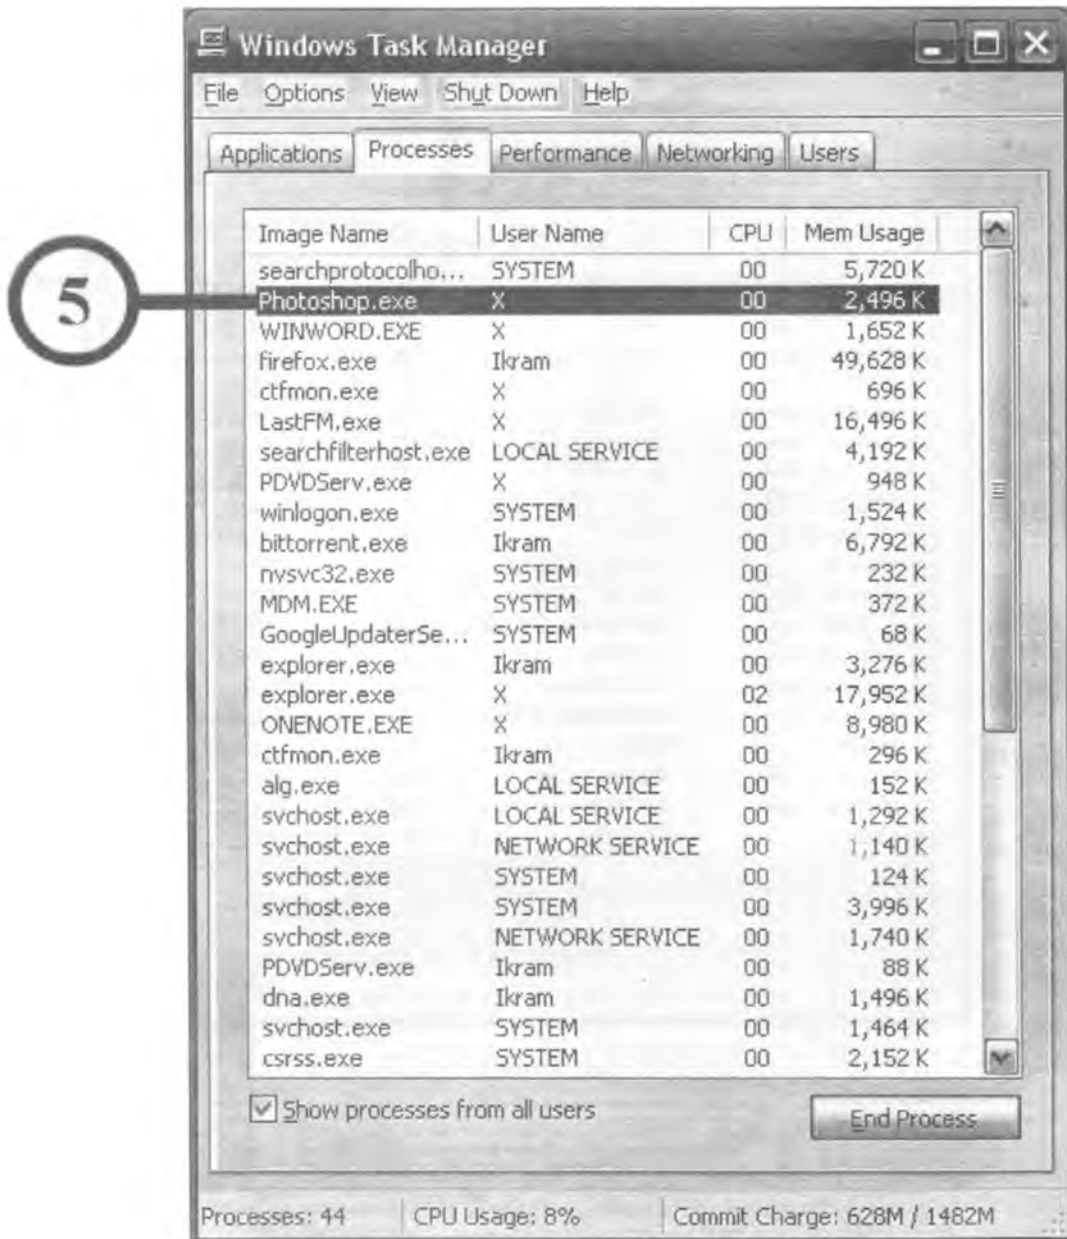 Windows Task Manager
File Options View Shut Down Help
Applications Processes Performance Networking Users
Image Name User Name CPU Mem Usage
searchprotocolho... SYSTEM 00 5,720 K
5
Photoshop.exe X 00 2,496 K
WINWORD.EXE X 00 1,652 K
firefox.exe Ikram 00 49,628 K
ctfmon.exe X 00 696 K
LastFM.exe X 00 16,496 K
searchfilterhost.exe LOCAL SERVICE 00 4,192 K
PDVDServ.exe X 00 948 K
winlogon.exe SYSTEM 00 1,524 K
bittorrent.exe Ikram 00 6,792 K
nvsvc32.exe SYSTEM 00 232 K
MDM.EXE SYSTEM 00 372 K
GoogleUpdaterSe... SYSTEM 00 68 K
explorer.exe Ikram 00 3,276 K
explorer.exe X 02 17,952 K
ONENOTE.EXE X 00 8,980 K
ctfmon.exe Ikram 00 296 K
alg.exe LOCAL SERVICE 00 152 K
svchost.exe LOCAL SERVICE 00 1,292 K
svchost.exe NETWORK SERVICE 00 1,140 K
svchost.exe SYSTEM 00 124 K
svchost.exe SYSTEM 00 3,996 K
svchost.exe NETWORK SERVICE 00 1,740 K
PDVDServ.exe Ikram 00 88 K
dna.exe Ikram 00 1,496 K
svchost.exe SYSTEM 00 1,464 K
csrss.exe SYSTEM 00 2,152 K
Show processes from all users End Process
Processes: 44 CPU Usage: 8% Commit Charge: 628M / 1482M